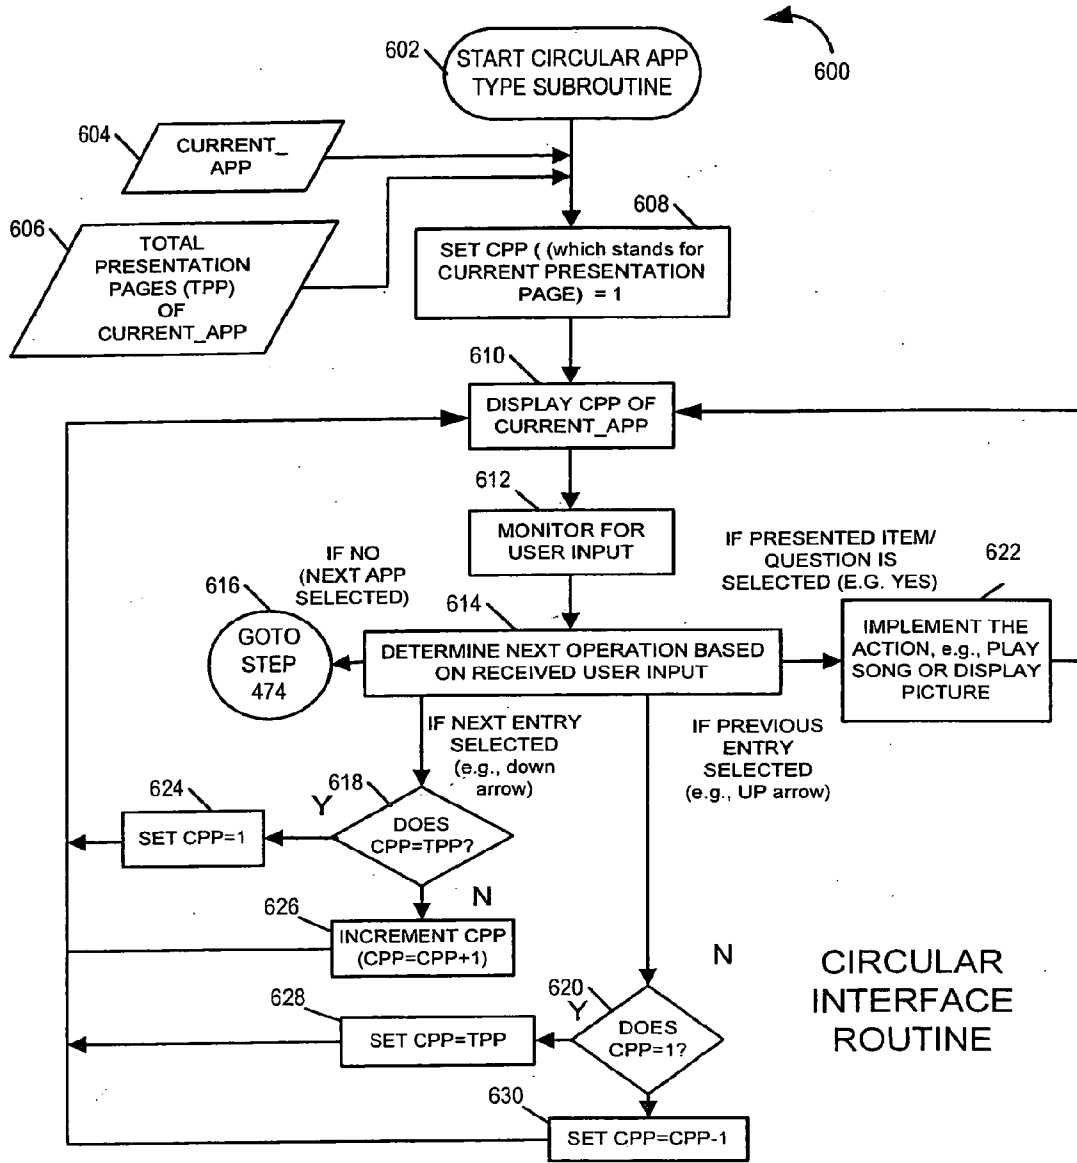 600
602
START CIRCULAR APP
TYPE SUBROUTINE
604
CURRENT_
APP
606
TOTAL
PRESENTATION
PAGES (TPP)
OF
CURRENT_APP
608
SET CPP ( (which stands for
CURRENT PRESENTATION
PAGE) = 1
610
DISPLAY CPP OF
CURRENT_APP
612
MONITOR FOR
USER INPUT
IF NO
(NEXT APP
SELECTED)
616
GOTO
STEP
474
614
DETERMINE NEXT OPERATION BASED
ON RECEIVED USER INPUT
IF PRESENTED ITEM/
QUESTION IS
SELECTED (E.G. YES)
622
IMPLEMENT THE
ACTION, e.g., PLAY
SONG OR DISPLAY
PICTURE
IF NEXT ENTRY
SELECTED
(e.g., down
arrow)
IF PREVIOUS
ENTRY
SELECTED
(e.g., UP arrow)
618
DOES
CPP=TPP?
Y
624
SET CPP=1
N
626
INCREMENT CPP
(CPP=CPP+1)
N
620
Y
DOES
CPP=1?
628
SET CPP=TPP
630
SET CPP=CPP-1
CIRCULAR
INTERFACE
ROUTINE